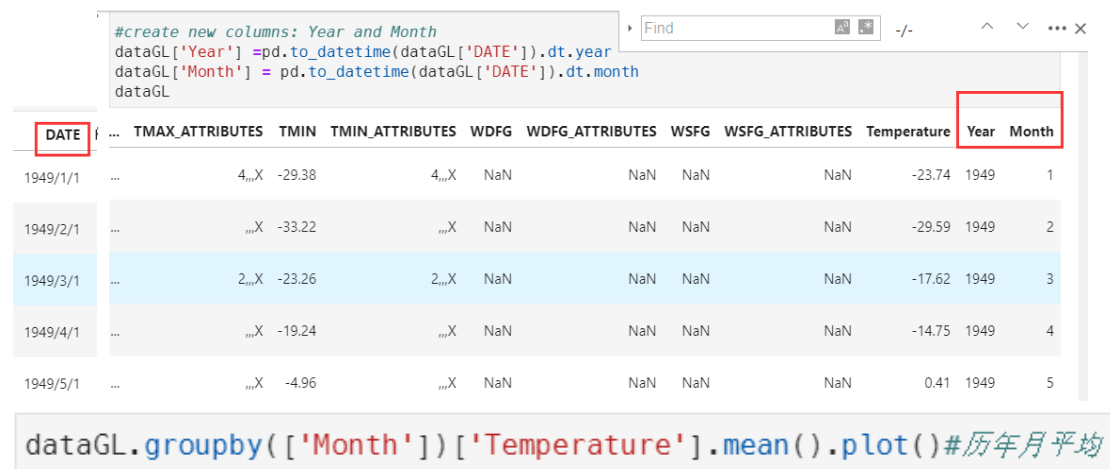 #create new columns: Year and Month
Find -/-
dataGL['Year'] =pd.to_datetime(dataGL['DATE']).dt.year
dataGL['Month'] = pd.to_datetime(dataGL['DATE']).dt.month
dataGL
DATE ... TMAX_ATTRIBUTES TMIN TMIN_ATTRIBUTES WDFG WDFG_ATTRIBUTES WSFG WSFG_ATTRIBUTES Temperature Year Month
1949/1/1 ... 4,,,X -29.38 4,,,X NaN NaN NaN NaN -23.74 1949 1
1949/2/1 ... ,,,X -33.22 ,,,X NaN NaN NaN NaN -29.59 1949 2
1949/3/1 ... 2,,,X -23.26 2,,,X NaN NaN NaN NaN -17.62 1949 3
1949/4/1 ... ,,,X -19.24 ,,,X NaN NaN NaN NaN -14.75 1949 4
1949/5/1 ... ,,,X -4.96 ,,,X NaN NaN NaN NaN 0.41 1949 5
dataGL.groupby(['Month'])['Temperature'].mean().plot()#历年月平均